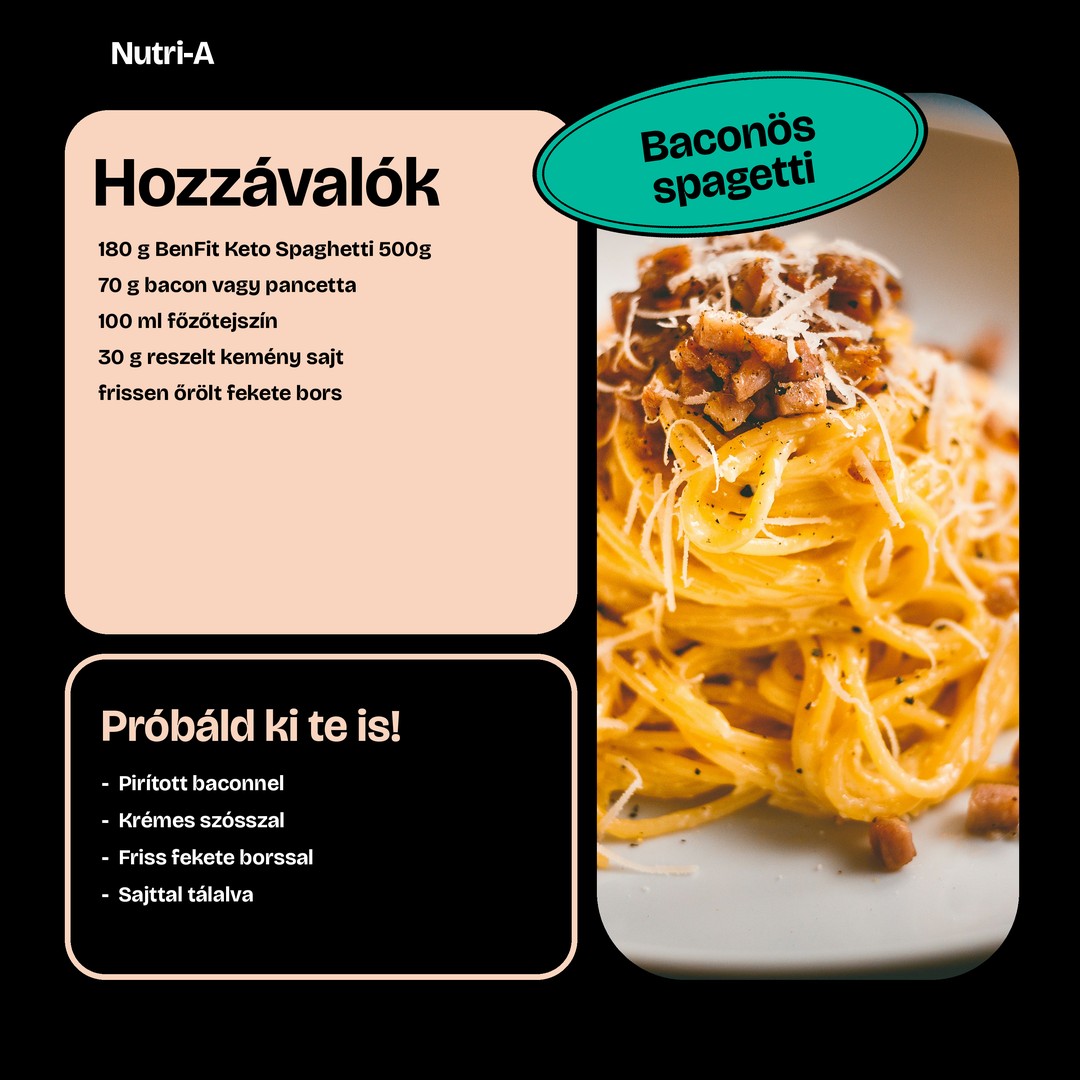 Nutri-A
Baconös
spagetti
Hozzávalók
180 g BenFit Keto Spaghetti 500g
70 g bacon vagy pancetta
100 ml főzőtejszín
30 g reszelt kemény sajt
frissen őrölt fekete bors
Próbáld ki te is!
- Pirított baconnel
- Krémes szósszal
- Friss fekete borssal
- Sajttal tálalva